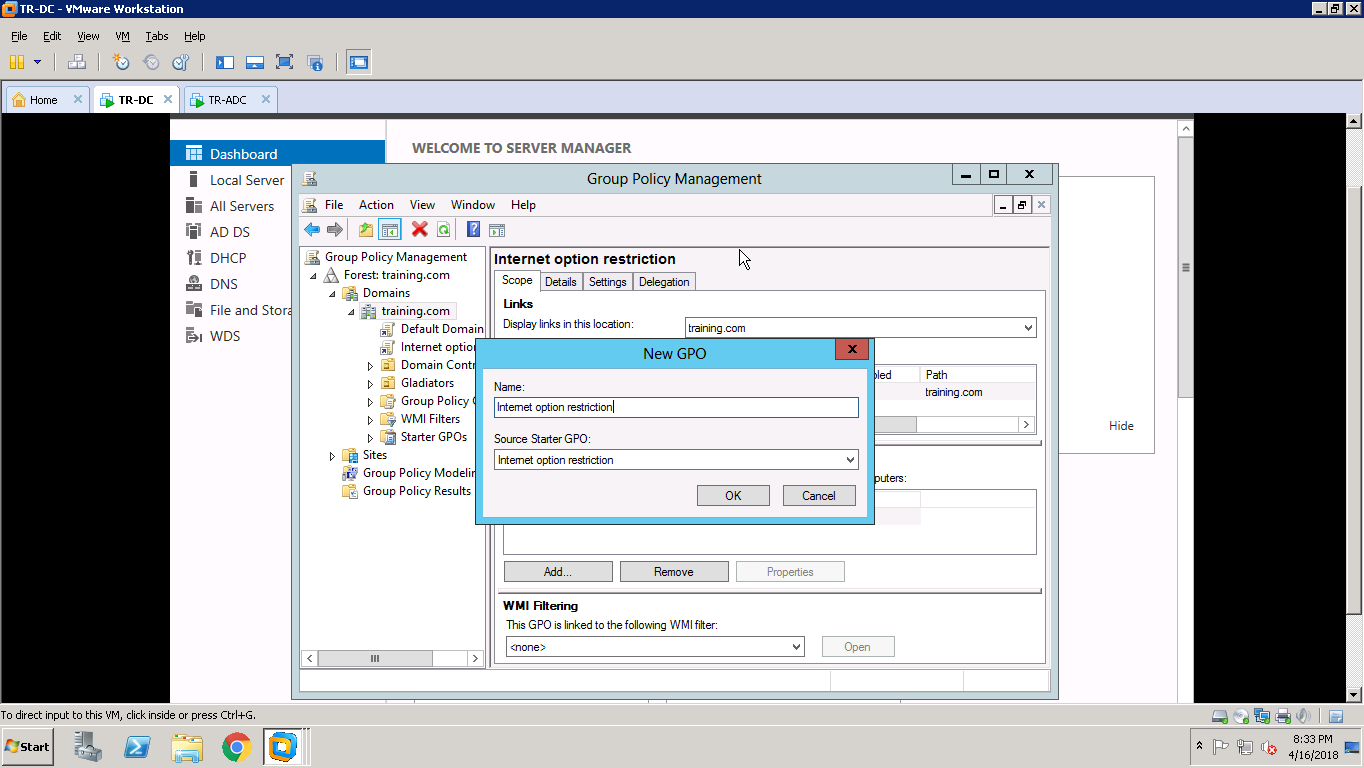 TR-DC - VMware Workstation
File Edit View VM Tabs Help
Home TR-DC TR-ADC
Dashboard
Local Server
All Servers
AD DS
DHCP
DNS
File and Stora
WDS
WELCOME TO SERVER MANAGER
Hide
Group Policy Management
File Action View Window Help
Group Policy Management
Forest: training.com
Domains
training.com
Default Domain
Internet option
Domain Contr
Gladiators
Group Policy
WMI Filters
Starter GPOs
Sites
Group Policy Modelin
Group Policy Results
Internet option restriction
Scope Details Settings Delegation
Links
Display links in this location: training.com
bled Path
training.com
puters:
Add... Remove Properties
WMI Filtering
This GPO is linked to the following WMI filter:
<none> Open
New GPO
Name:
Internet option restriction
Source Starter GPO:
Internet option restriction
OK Cancel
To direct input to this VM, click inside or press Ctrl+G.
Start
8:33 PM
4/16/2018